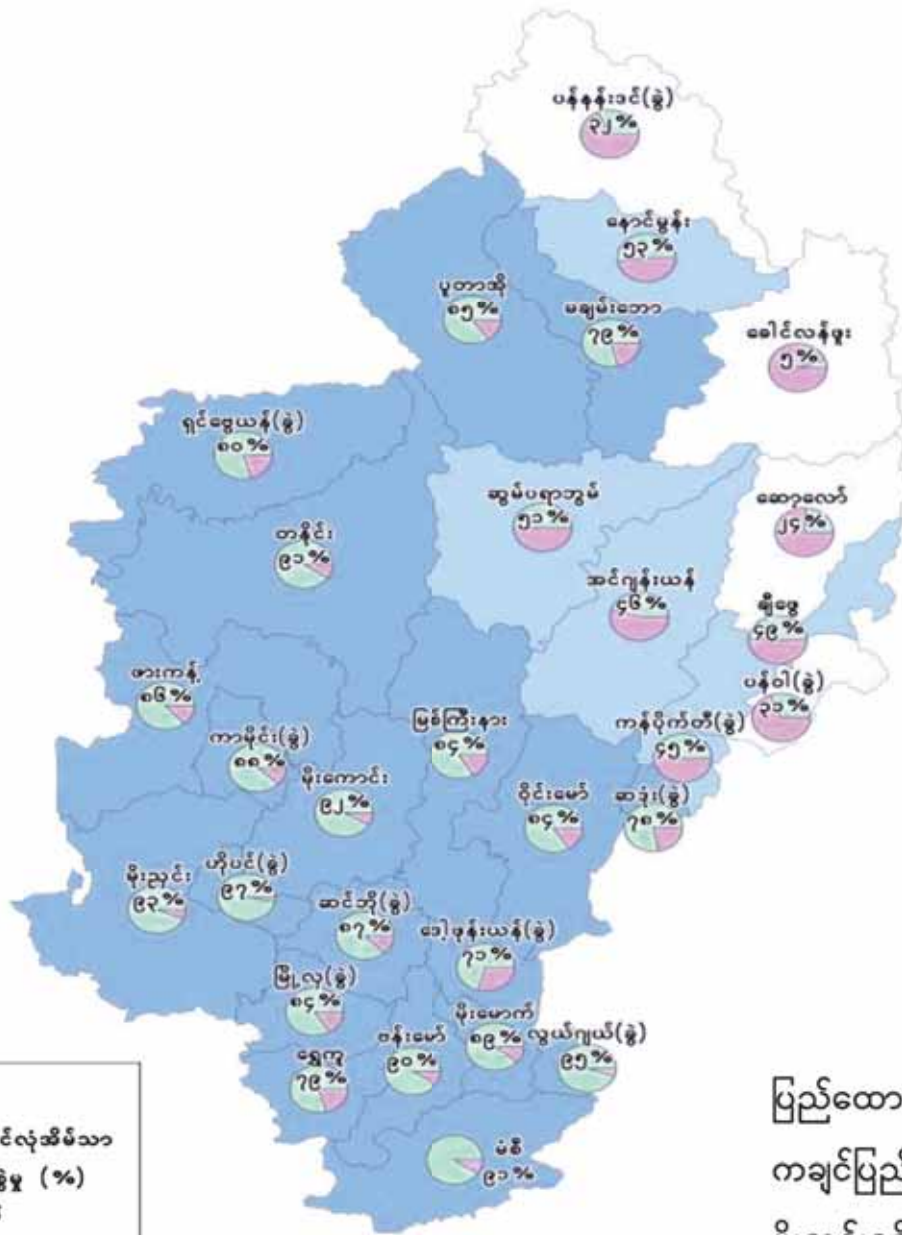 ပန်နန်းဒင်(ခွဲ)
၃၂%
နောင်မွန်း
၅၃%
ပူတာအို
၈၅%
မချမ်းဘော
၇၉%
ခေါင်လန်ဖူး
၅%
ရှင်ဗွေယန်(ခွဲ)
၈၀%
ဆွမ်ပရာဘွမ်
၅၁%
ဆော့လော်
၂၄%
တနိုင်း
၉၁%
အင်ဂျန်းယန်
၄၆%
ချီဖွေ
၄၉%
ဖားကန့်
၈၆%
ပန်ဝါ(ခွဲ)
၃၁%
ကာမိုင်း(ခွဲ)
၈၈%
မြစ်ကြီးနား
၈၄%
ကန်ပိုက်တီ(ခွဲ)
၄၅%
မိုးကောင်း
၉၂%
ဝိုင်းမော်
၈၄%
ဆဒုံး(ခွဲ)
၇၈%
မိုးညှင်း
၉၃%
ဟိုပင်(ခွဲ)
၉၇%
ဆင်ဘို(ခွဲ)
၈၇%
ဒေါ့ဖုန်းယန်(ခွဲ)
၇၁%
မြို့လှ(ခွဲ)
၈၄%
မိုးမောက်
၈၉%
လွယ်ဂျယ်(ခွဲ)
၉၅%
ဗန်းမော်
၉၀%
ရွှေကူ
၇၉%
မံစီ
၉၁%
င်လုံအိမ်သာ
(%)
ပြည်ထော
ကချင်ပြည်